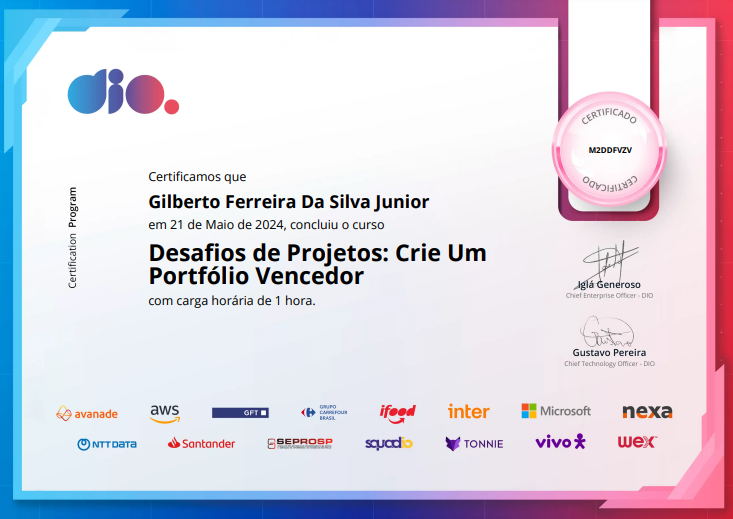 dio.
CERTIFICADO
M2DDFVZV
CERTIFICADO
Certification Program
Certificamos que
Gilberto Ferreira Da Silva Junior
em 21 de Maio de 2024, concluiu o curso
Desafios de Projetos: Crie Um
Portfólio Vencedor
com carga horária de 1 hora.
Iglá Generoso
Chief Enterprise Officer - DIO
Gustavo Pereira
Chief Technology Officer - DIO
avanade aws GFT GRUPO CARREFOUR BRASIL ifood inter Microsoft nexa
NTT DATA Santander SEPROSP squadio TONNIE vivo wex